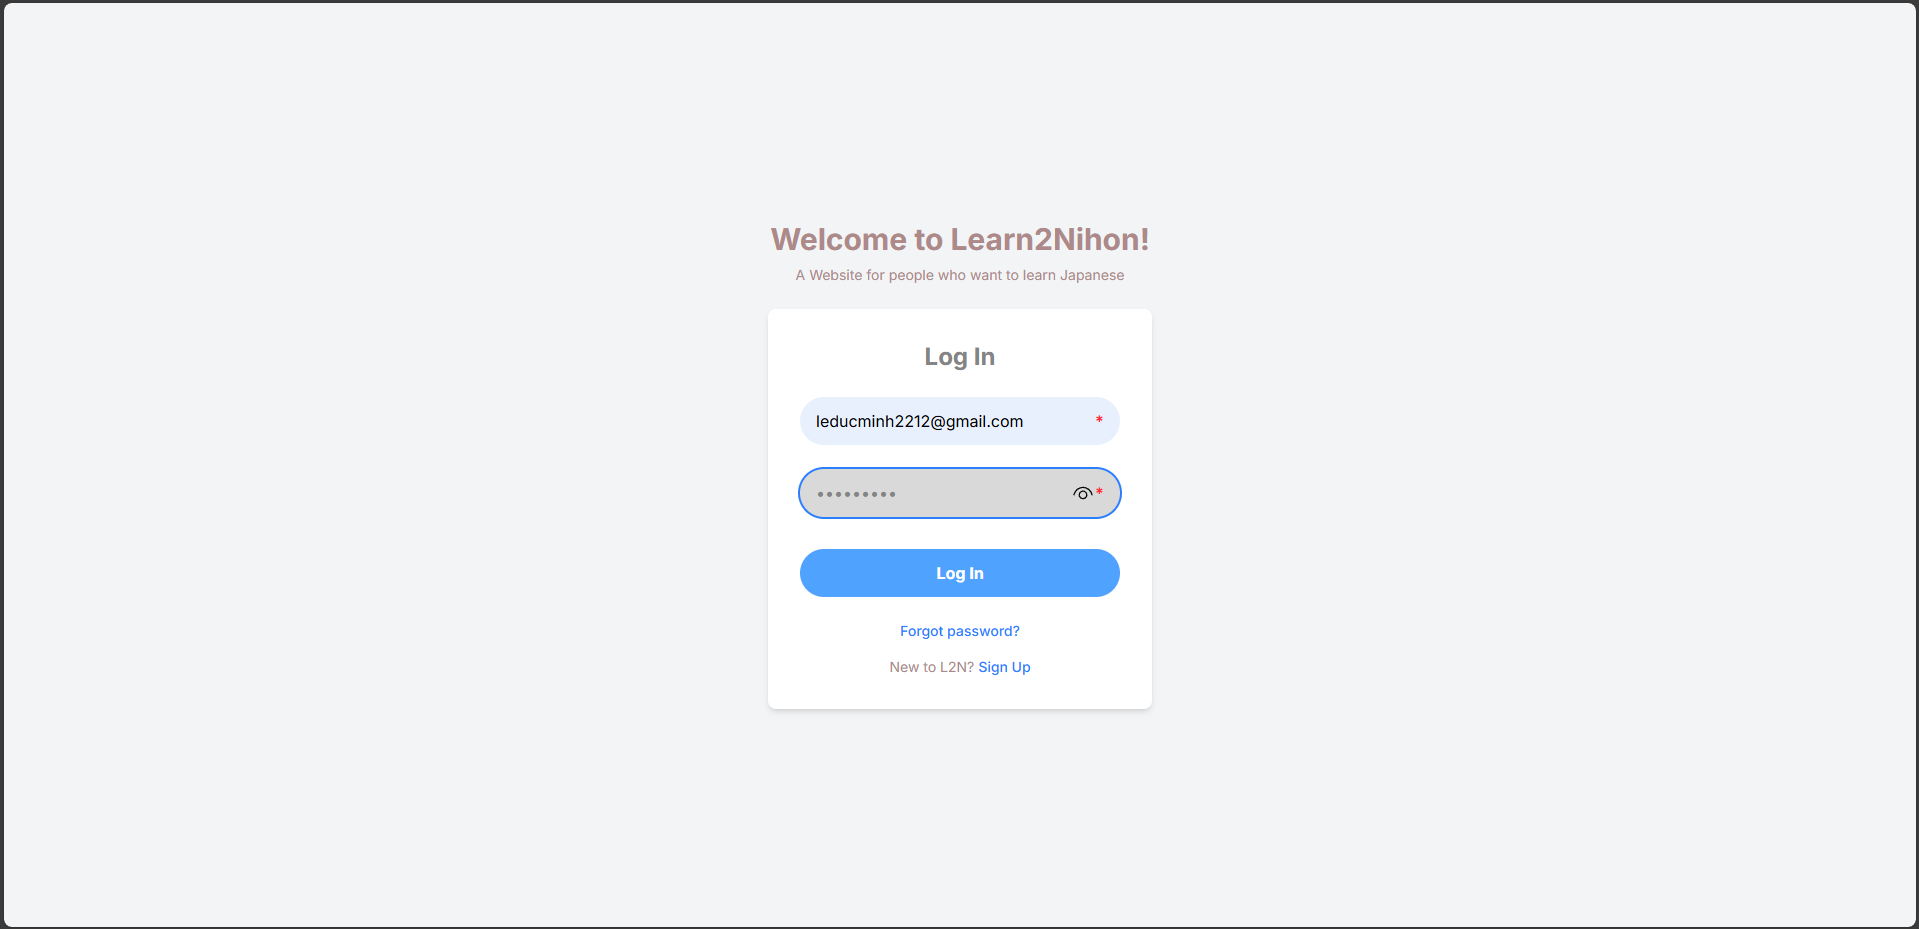 Welcome to Learn2Nihon!
A Website for people who want to learn Japanese
Log In
leducminh2212@gmail.com *
••••••••• *
Log In
Forgot password?
New to L2N? Sign Up